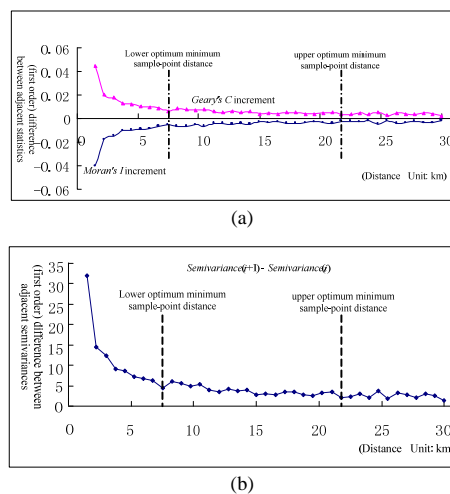 (a)
0.06
0.04
0.02
0
−0.02
−0.04
−0.06
(first order) difference
between adjacent statistics
Lower optimum minimum
sample-point distance
upper optimum minimum
sample-point distance
Geary's C increment
0 5 10 15 20 25 30
Moran's I increment
(Distance Unit: km)
(a)
35
30
25
20
15
10
5
0
(first order) difference between
adjacent semivariances
Semivariance(+1)- Semivariance()
Lower optimum minimum
sample-point distance
upper optimum minimum
sample-point distance
0 5 10 15 20 25 30
(Distance Unit: km)
(b)